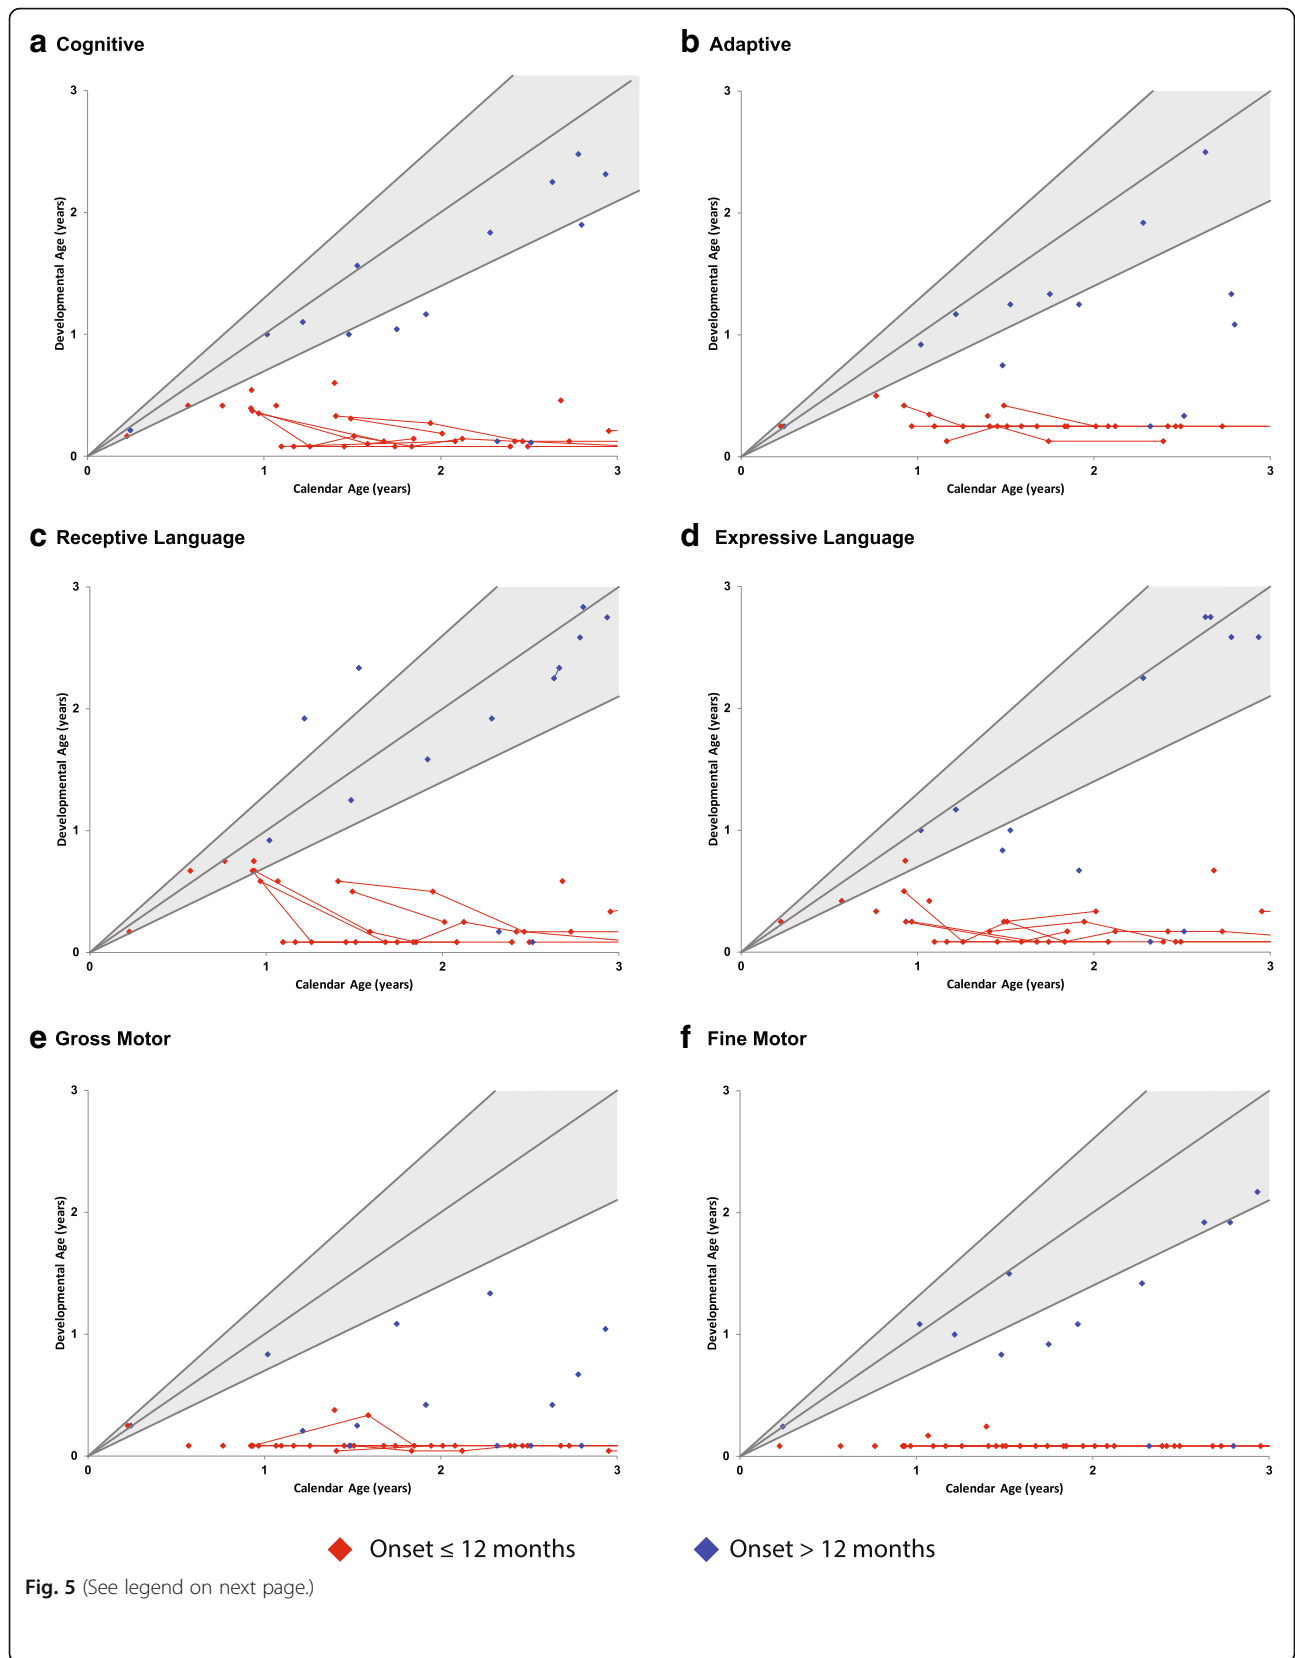 a Cognitive
3
2
1
0
Developmental Age (years)
0 1 2 3
Calendar Age (years)
b Adaptive
3
2
1
0
Developmental Age (years)
0 1 2 3
Calendar Age (years)
c Receptive Language
3
2
1
0
Developmental Age (years)
0 1 2 3
Calendar Age (years)
d Expressive Language
3
2
1
0
Developmental Age (years)
0 1 2 3
Calendar Age (years)
e Gross Motor
3
2
1
0
Developmental Age (years)
0 1 2 3
Calendar Age (years)
f Fine Motor
3
2
1
0
Developmental Age (years)
0 1 2 3
Calendar Age (years)
Onset ≤ 12 months
Onset > 12 months
Fig. 5 (See legend on next page.)